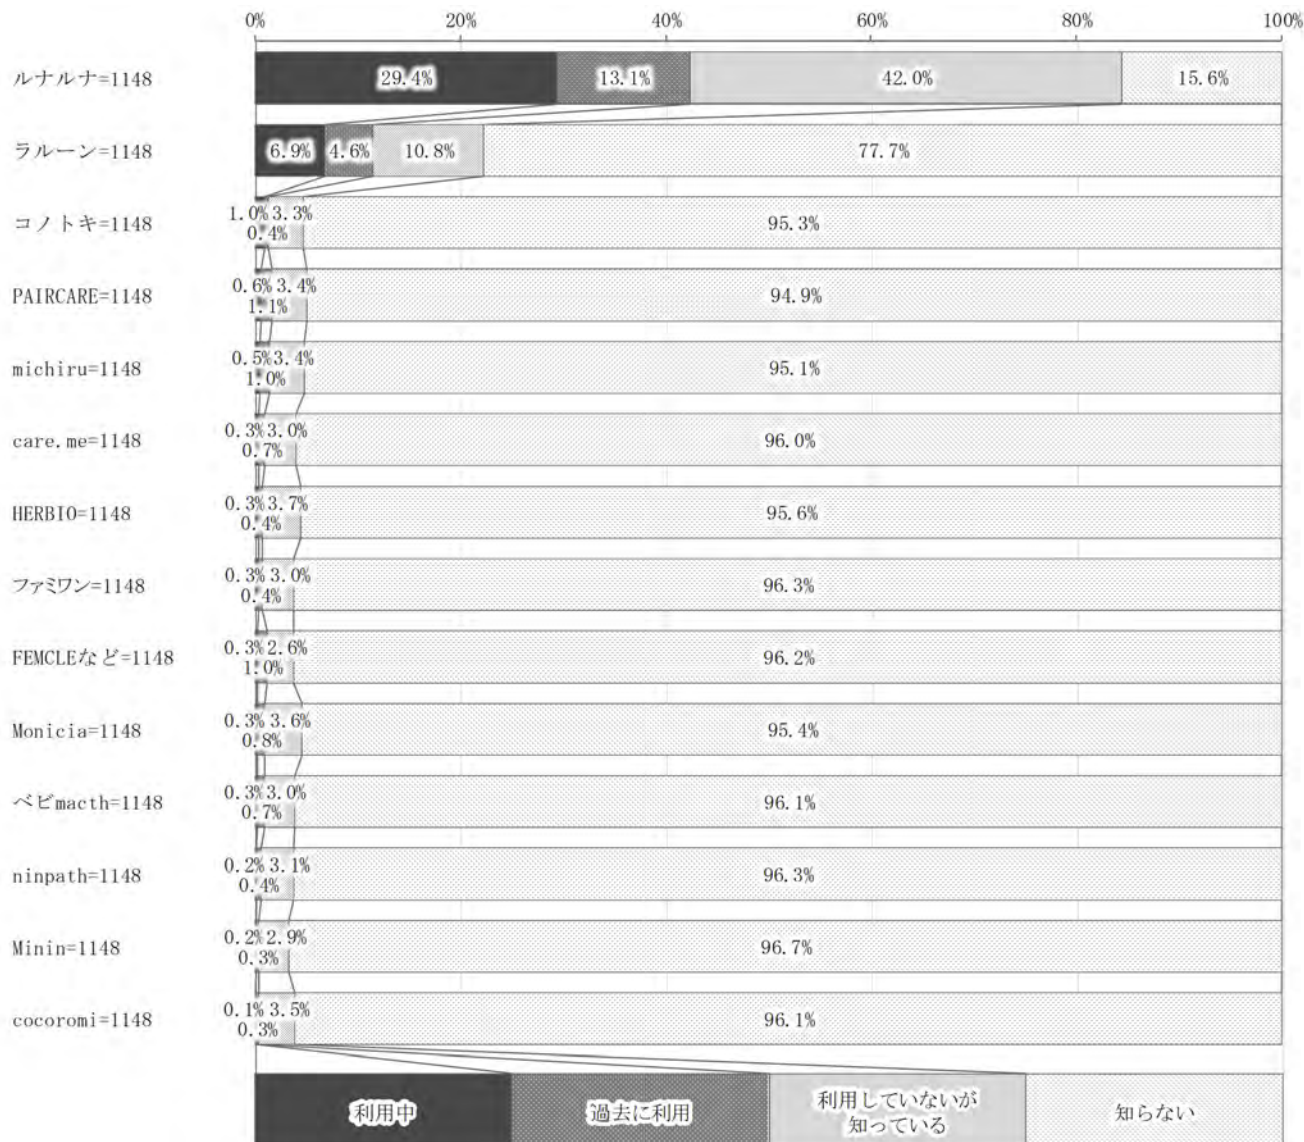 0% 20% 40% 60% 80% 100%
ルナルナ=1148 29.4% 13.1% 42.0% 15.6%
ラルーン=1148 6.9% 4.6% 10.8% 77.7%
コノトキ=1148 1.0% 0.4% 3.3% 95.3%
PAIRCARE=1148 0.6% 1.1% 3.4% 94.9%
michiru=1148 0.5% 1.0% 3.4% 95.1%
care.me=1148 0.3% 0.7% 3.0% 96.0%
HERBIO=1148 0.3% 0.4% 3.7% 95.6%
ファミワン=1148 0.3% 0.4% 3.0% 96.3%
FEMCLEなど=1148 0.3% 1.0% 2.6% 96.2%
Monicia=1148 0.3% 0.8% 3.6% 95.4%
ベビmacth=1148 0.3% 0.7% 3.0% 96.1%
ninpath=1148 0.2% 0.4% 3.1% 96.3%
Minin=1148 0.2% 0.3% 2.9% 96.7%
cocoromi=1148 0.1% 0.3% 3.5% 96.1%
利用中
過去に利用
利用していないが
知っている
知らない